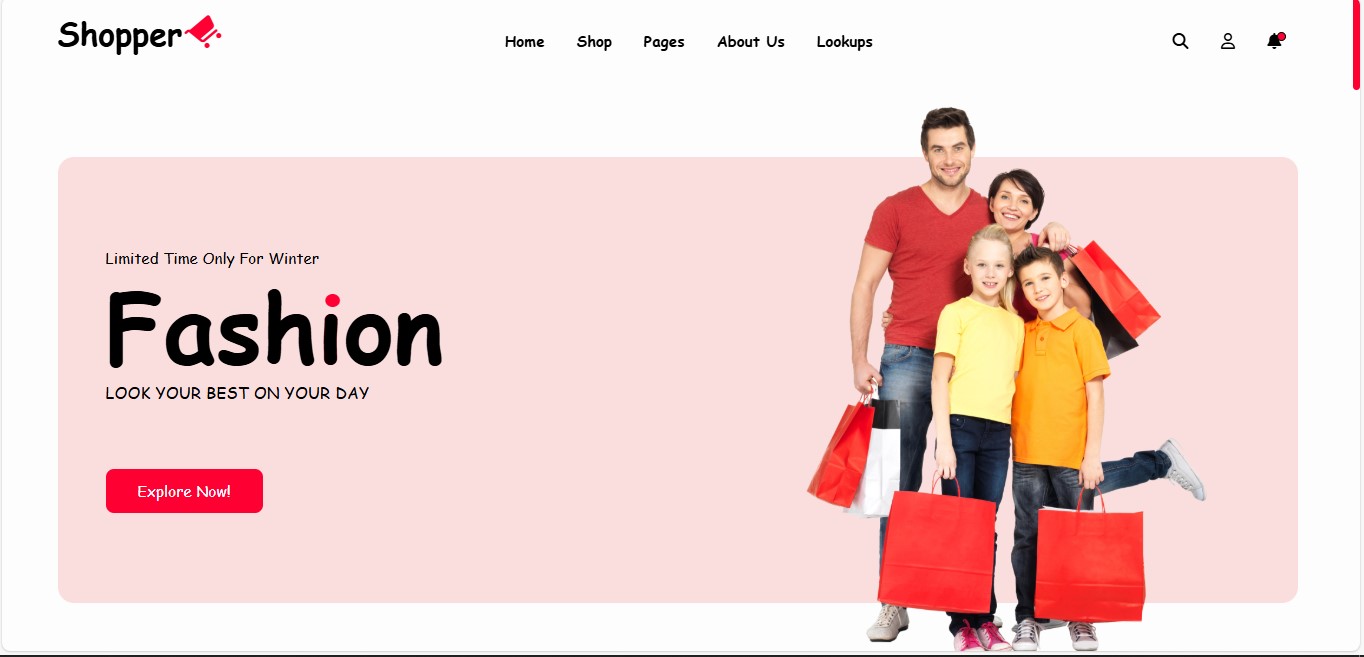 Shopper
Home Shop Pages About Us Lookups
Limited Time Only For Winter
Fashion
LOOK YOUR BEST ON YOUR DAY
Explore Now!